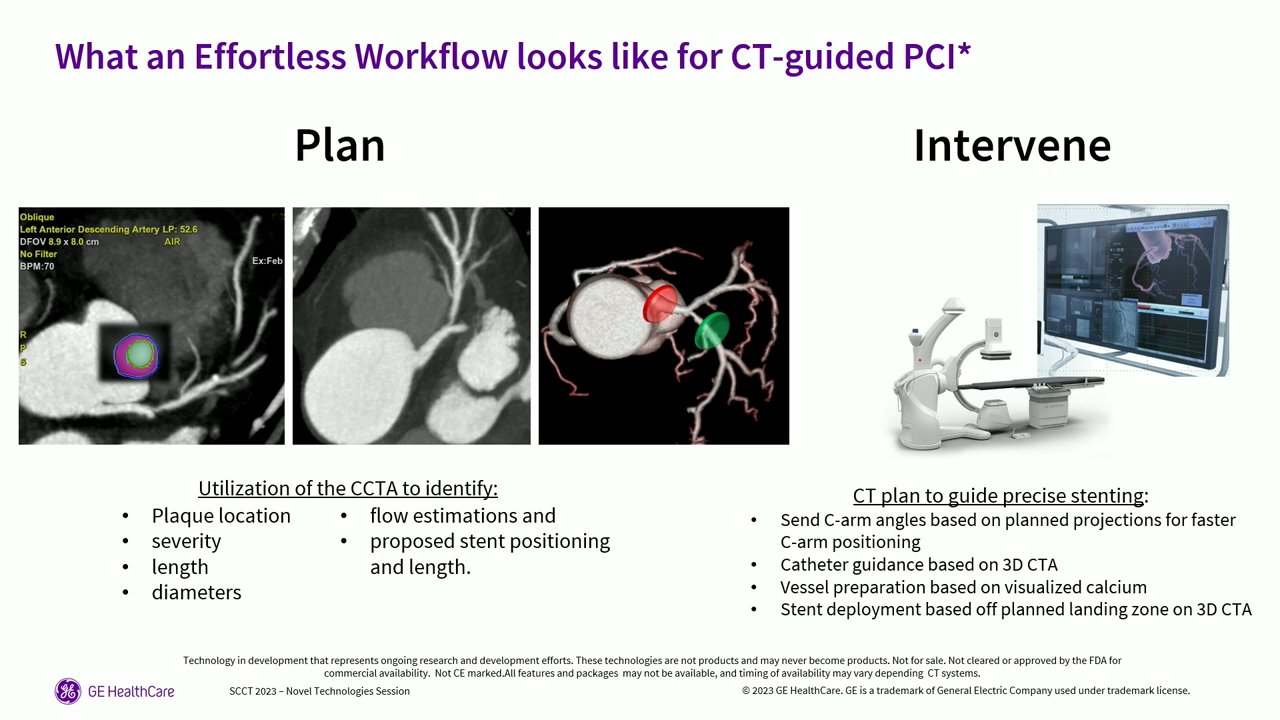 What an Effortless Workflow looks like for CT-guided PCI*
Plan
Intervene
Oblique
Left Anterior Descending Artery LP: 52.6
DFOV 8.9 x 8.0 cm
AIR
No Filter
BPM:70
Ex:Feb
R
S
Utilization of the CCTA to identify:
• Plaque location
• severity
• length
• diameters
• flow estimations and
• proposed stent positioning
and length.
CT plan to guide precise stenting:
• Send C-arm angles based on planned projections for faster
C-arm positioning
• Catheter guidance based on 3D CTA
• Vessel preparation based on visualized calcium
• Stent deployment based off planned landing zone on 3D CTA
Technology in development that represents ongoing research and development efforts. These technologies are not products and may never become products. Not for sale. Not cleared or approved by the FDA for
commercial availability. Not CE marked.All features and packages may not be available, and timing of availability may vary depending CT systems.
GE HealthCare
SCCT 2023 – Novel Technologies Session
© 2023 GE HealthCare. GE is a trademark of General Electric Company used under trademark license.